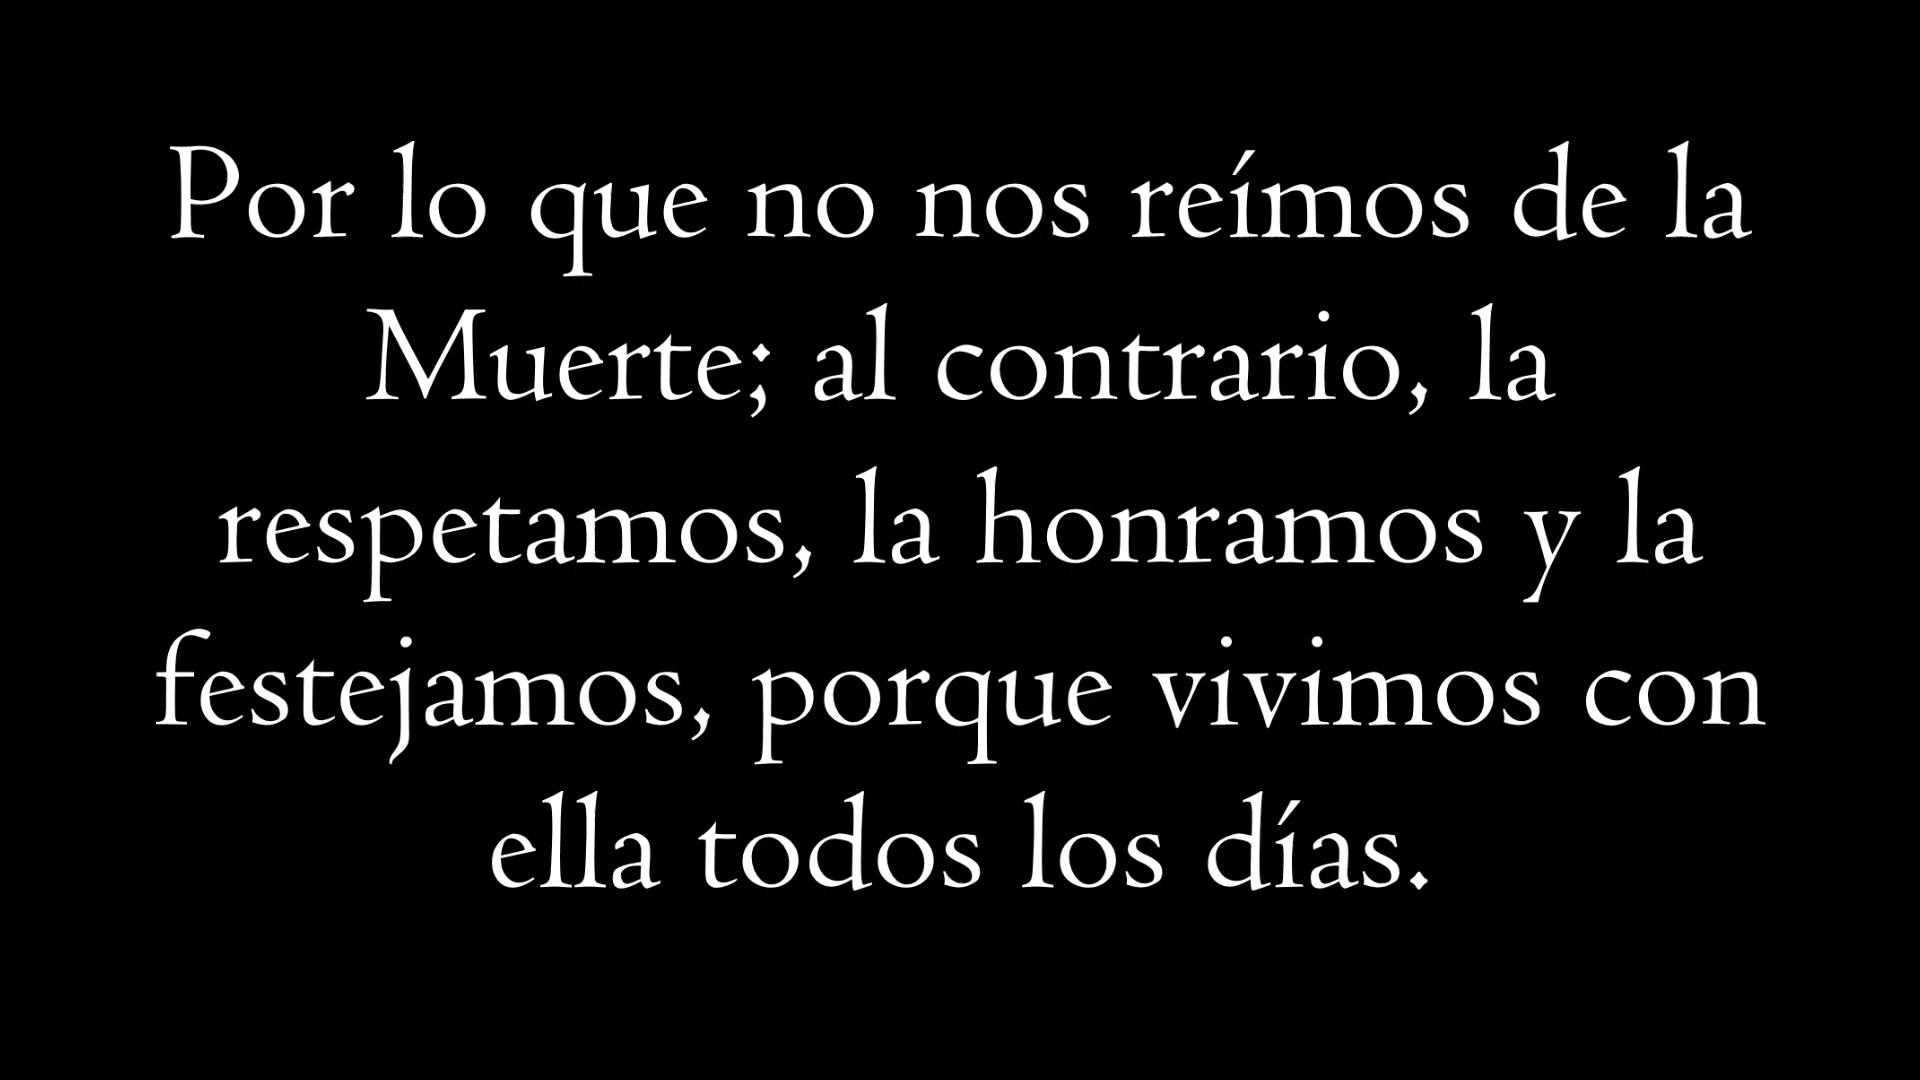 Por lo que no nos reímos de la
Muerte; al contrario, la
respetamos, la honramos y la
festejamos, porque vivimos con
ella todos los días.